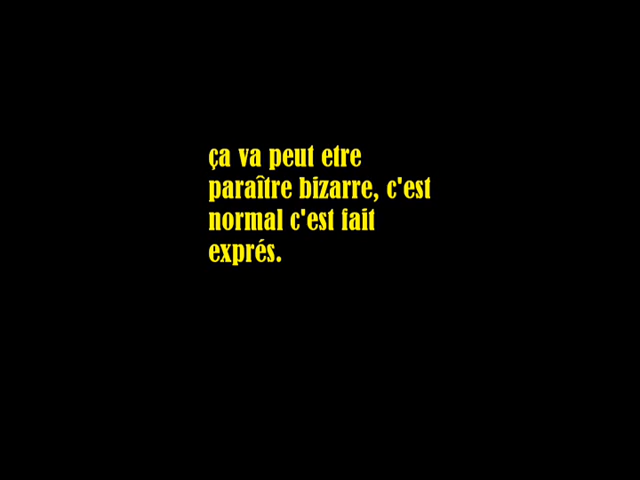 ça va peut etre
paraître bizarre, c'est
normal c'est fait
exprés.